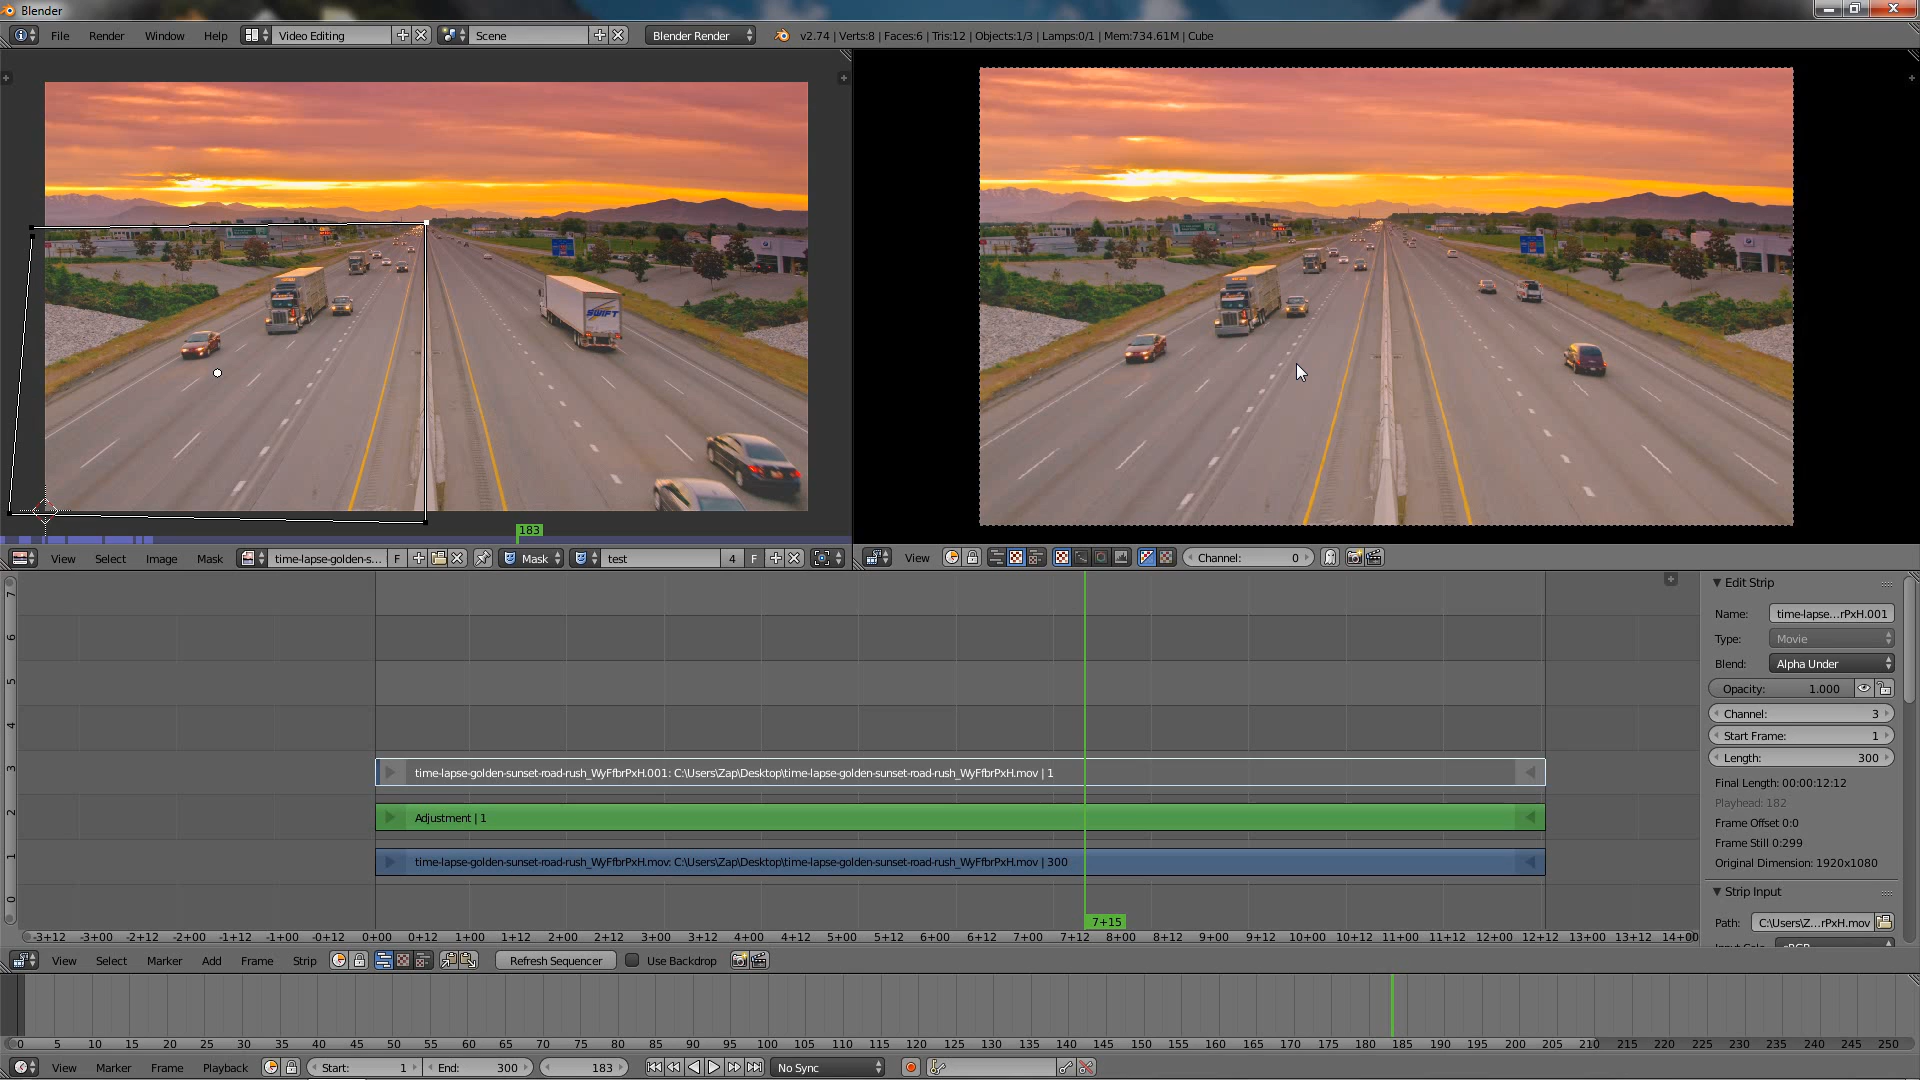 Blender
File Render Window Help Video Editing Scene Blender Render v2.74 | Verts:8 | Faces:6 | Tris:12 | Objects:1/3 | Lamps:0/1 | Mem:734.61M | Cube
SWIFT
183
View Select Image Mask time-lapse-golden-s... F Mask test 4 F
View Channel: 0
7
6
5
4
3
2
1
0
time-lapse-golden-sunset-road-rush_WyFfbrPxH.001: C:\Users\Zap\Desktop\time-lapse-golden-sunset-road-rush_WyFfbrPxH.mov | 1
Adjustment | 1
time-lapse-golden-sunset-road-rush_WyFfbrPxH.mov: C:\Users\Zap\Desktop\time-lapse-golden-sunset-road-rush_WyFfbrPxH.mov | 300
7+15
-3+12 -3+00 -2+12 -2+00 -1+12 -1+00 -0+12 0+00 0+12 1+00 1+12 2+00 2+12 3+00 3+12 4+00 4+12 5+00 5+12 6+00 6+12 7+00 7+12 8+00 8+12 9+00 9+12 10+00 10+12 11+00 11+12 12+00 12+12 13+00 13+12 14+00
Edit Strip
Name: time-lapse...rPxH.001
Type: Movie
Blend: Alpha Under
Opacity: 1.000
Channel: 3
Start Frame: 1
Length: 300
Final Length: 00:00:12:12
Playhead: 182
Frame Offset 0:0
Frame Still 0:299
Original Dimension: 1920x1080
Strip Input
Path: C:\Users\Z...rPxH.mov
View Select Marker Add Frame Strip Refresh Sequencer Use Backdrop
0 5 10 15 20 25 30 35 40 45 50 55 60 65 70 75 80 85 90 95 100 105 110 115 120 125 130 135 140 145 150 155 160 165 170 175 180 185 190 195 200 205 210 215 220 225 230 235 240 245 250
View Marker Frame Playback Start: 1 End: 300 183 No Sync